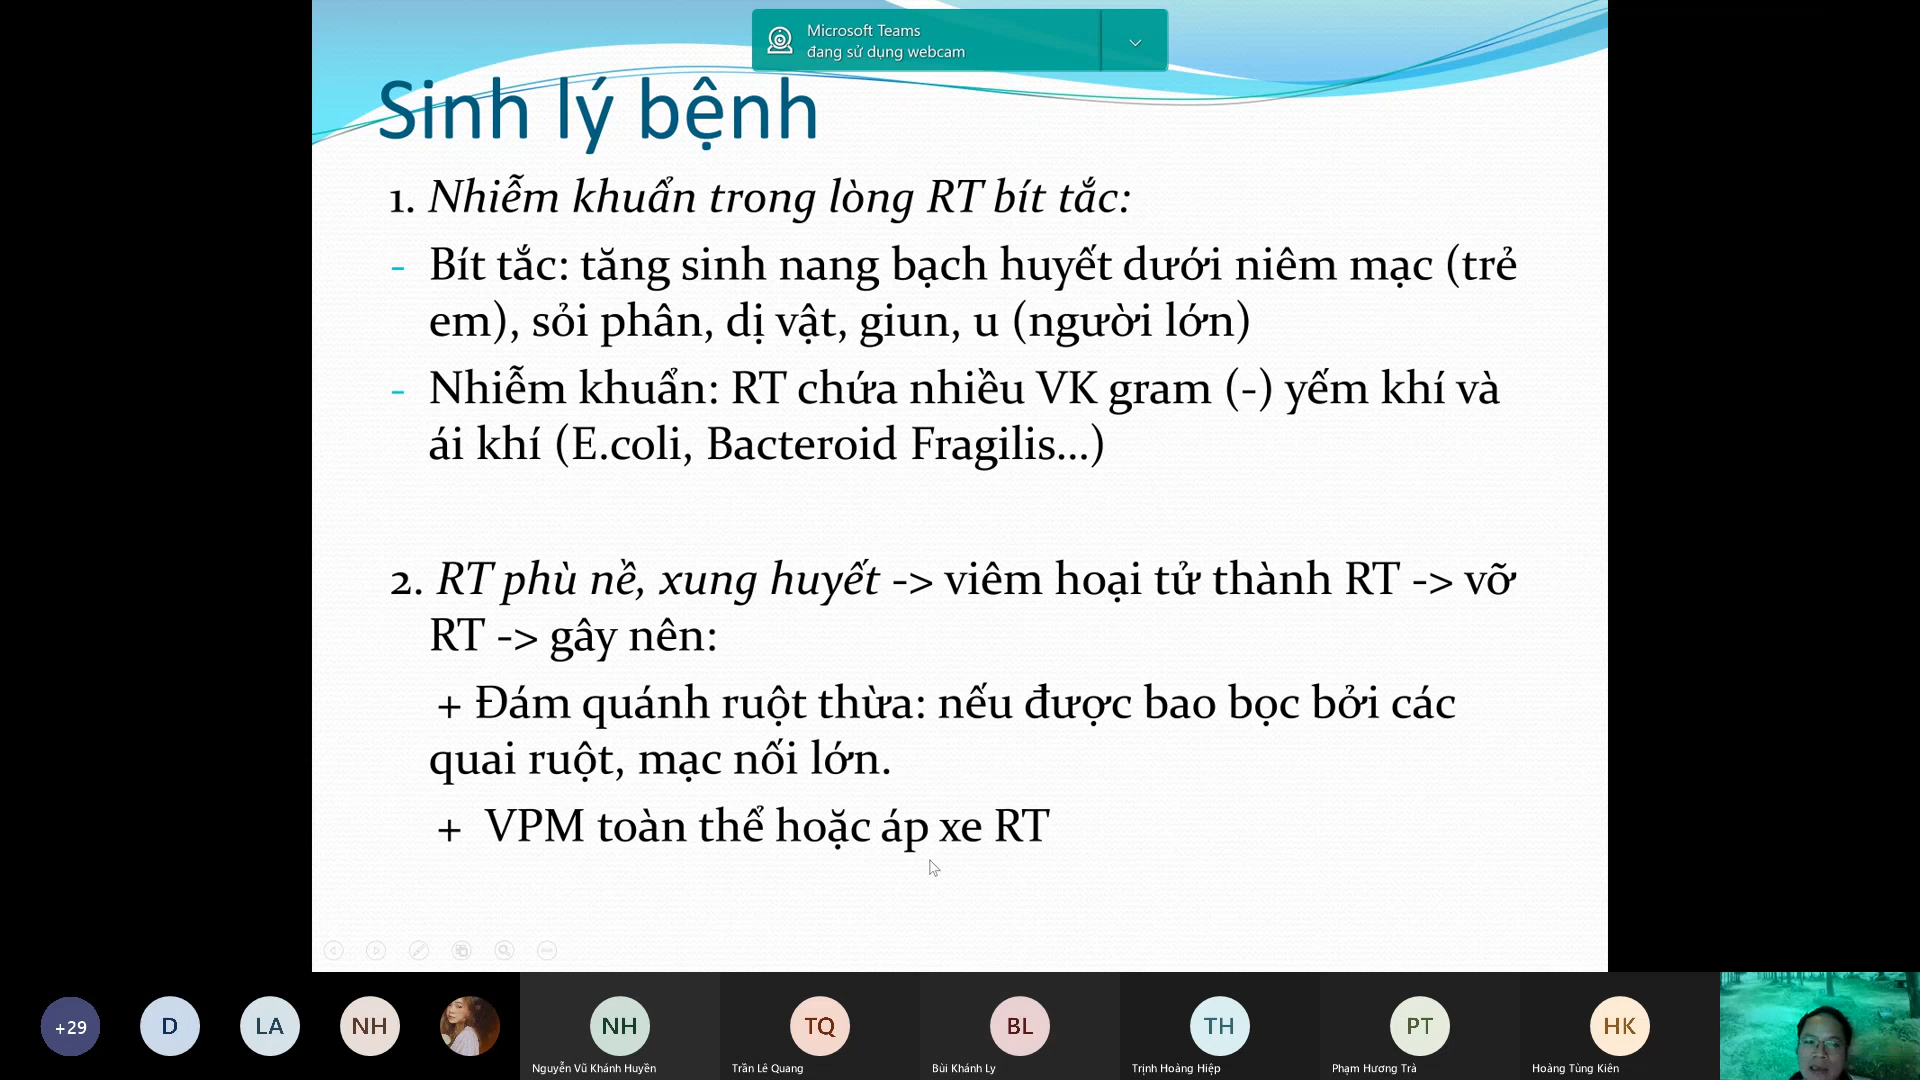 Microsoft Teams
đang sử dụng webcam
Sinh lý bệnh
1. Nhiễm khuẩn trong lòng RT bít tắc:
- Bít tắc: tăng sinh nang bạch huyết dưới niêm mạc (trẻ
em), sỏi phân, dị vật, giun, u (người lớn)
- Nhiễm khuẩn: RT chứa nhiều VK gram (-) yếm khí và
ái khí (E.coli, Bacteroid Fragilis...)
2. RT phù nề, xung huyết -> viêm hoại tử thành RT -> vỡ
RT -> gây nên:
+ Đám quánh ruột thừa: nếu được bao bọc bởi các
quai ruột, mạc nối lớn.
+ VPM toàn thể hoặc áp xe RT
+29
D
LA
NH
NH
TQ
BL
TH
PT
HK
Nguyễn Vũ Khánh Huyền
Trần Lê Quang
Bùi Khánh Ly
Trịnh Hoàng Hiệp
Phạm Hương Trà
Hoàng Tùng Kiên